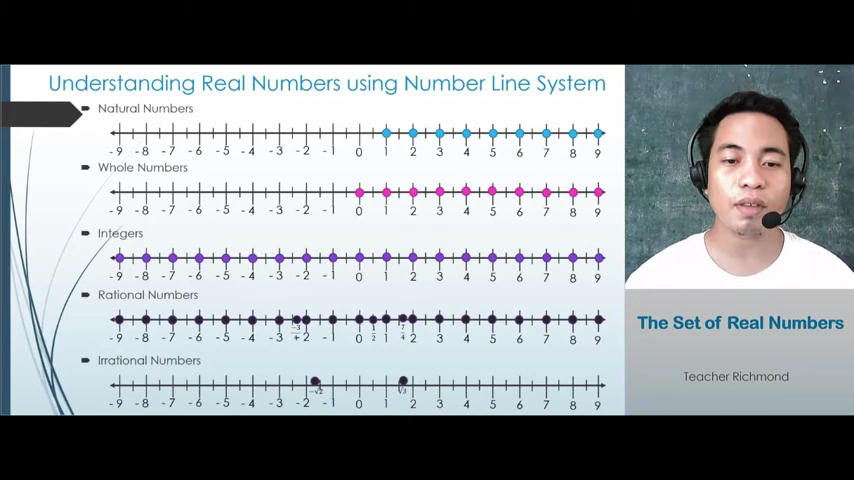 Understanding Real Numbers using Number Line System
Natural Numbers
-9 -8 -7 -6 -5 -4 -3 -2 -1 0 1 2 3 4 5 6 7 8 9
Whole Numbers
-9 -8 -7 -6 -5 -4 -3 -2 -1 0 1 2 3 4 5 6 7 8 9
Integers
-9 -8 -7 -6 -5 -4 -3 -2 -1 0 1 2 3 4 5 6 7 8 9
Rational Numbers
1/2 7/4
-9 -8 -7 -6 -5 -4 -3 -2 -1 0 1 2 3 4 5 6 7 8 9
Irrational Numbers
-√2 √3
-9 -8 -7 -6 -5 -4 -3 -2 -1 0 1 2 3 4 5 6 7 8 9
The Set of Real Numbers
Teacher Richmond